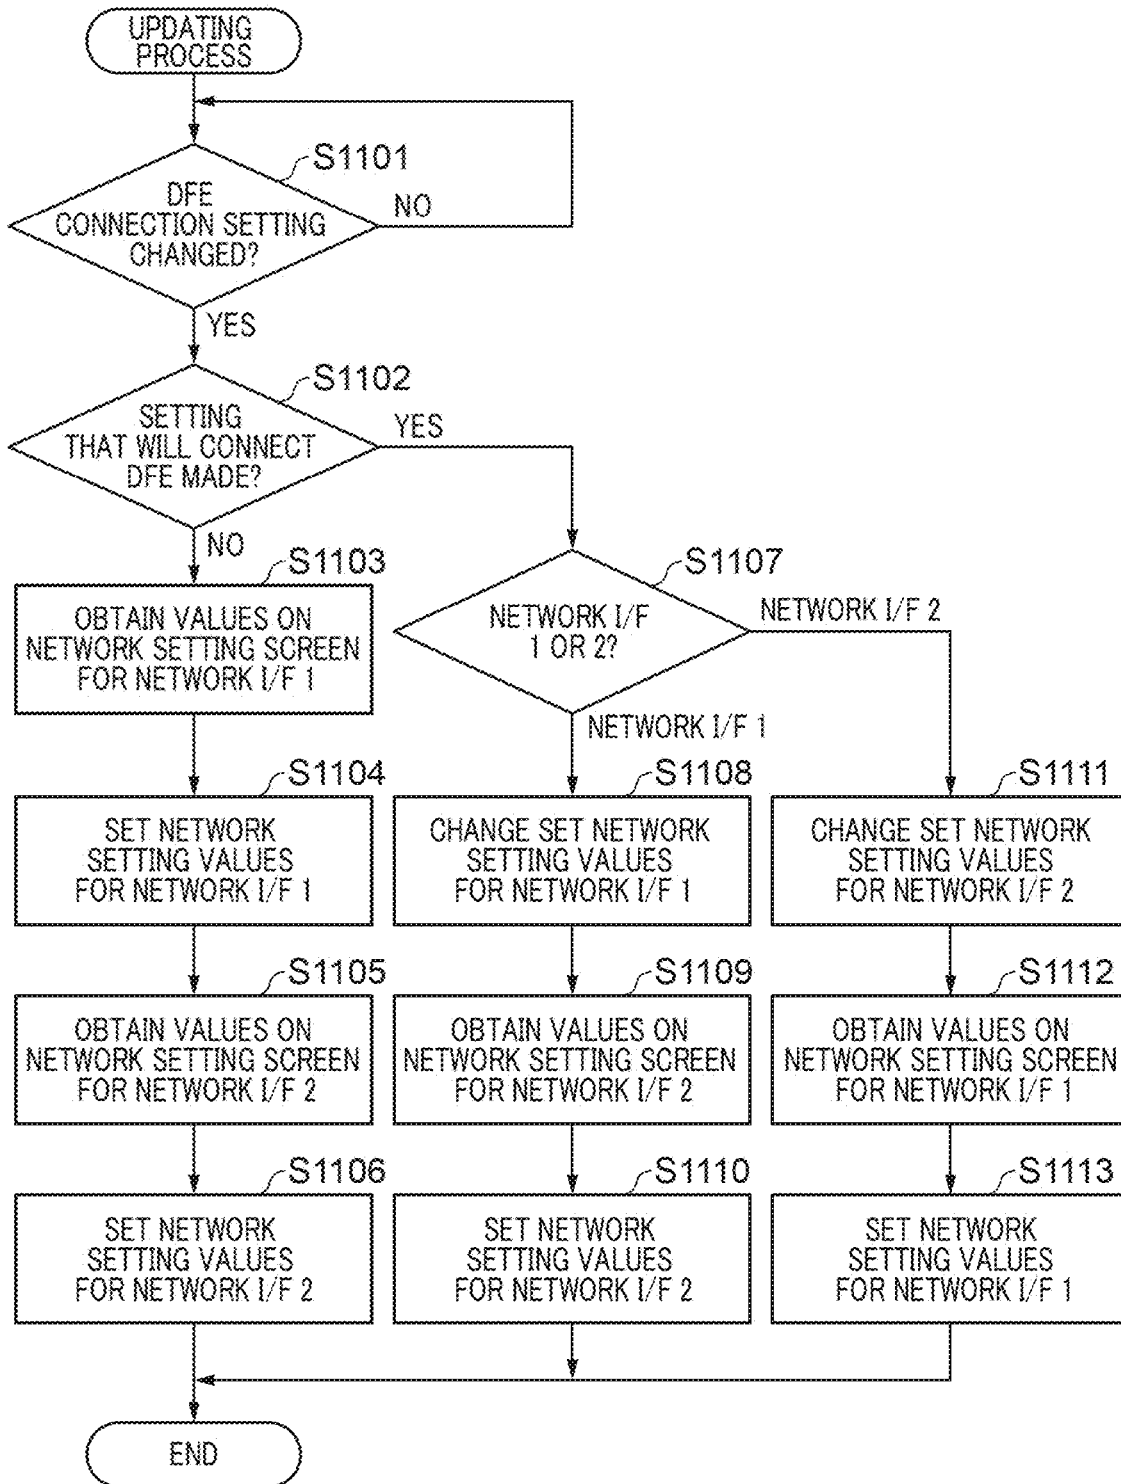 UPDATING
PROCESS
S1101
DFE
CONNECTION SETTING
CHANGED?
NO
YES
S1102
SETTING
THAT WILL CONNECT
DFE MADE?
YES
NO
S1103
OBTAIN VALUES ON
NETWORK SETTING SCREEN
FOR NETWORK I/F 1
S1107
NETWORK I/F
1 OR 2?
NETWORK I/F 2
NETWORK I/F 1
S1104
SET NETWORK
SETTING VALUES
FOR NETWORK I/F 1
S1108
CHANGE SET NETWORK
SETTING VALUES
FOR NETWORK I/F 1
S1111
CHANGE SET NETWORK
SETTING VALUES
FOR NETWORK I/F 2
S1105
OBTAIN VALUES ON
NETWORK SETTING SCREEN
FOR NETWORK I/F 2
S1109
OBTAIN VALUES ON
NETWORK SETTING SCREEN
FOR NETWORK I/F 2
S1112
OBTAIN VALUES ON
NETWORK SETTING SCREEN
FOR NETWORK I/F 1
S1106
SET NETWORK
SETTING VALUES
FOR NETWORK I/F 2
S1110
SET NETWORK
SETTING VALUES
FOR NETWORK I/F 2
S1113
SET NETWORK
SETTING VALUES
FOR NETWORK I/F 1
END